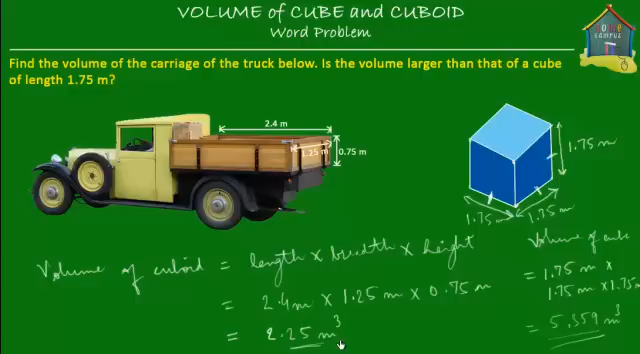 VOLUME of CUBE and CUBOID
Word Problem
HOME CAMPUS
Find the volume of the carriage of the truck below. Is the volume larger than that of a cube
of length 1.75 m?
2.4 m
1.25 m
0.75 m
1.75 m
1.75 m
1.75 m
Volume of cuboid = length × breadth × height
= 2.4 m × 1.25 m × 0.75 m
= 2.25 m³
Volume of cube
= 1.75 m ×
1.75 m × 1.75 m
= 5.359 m³